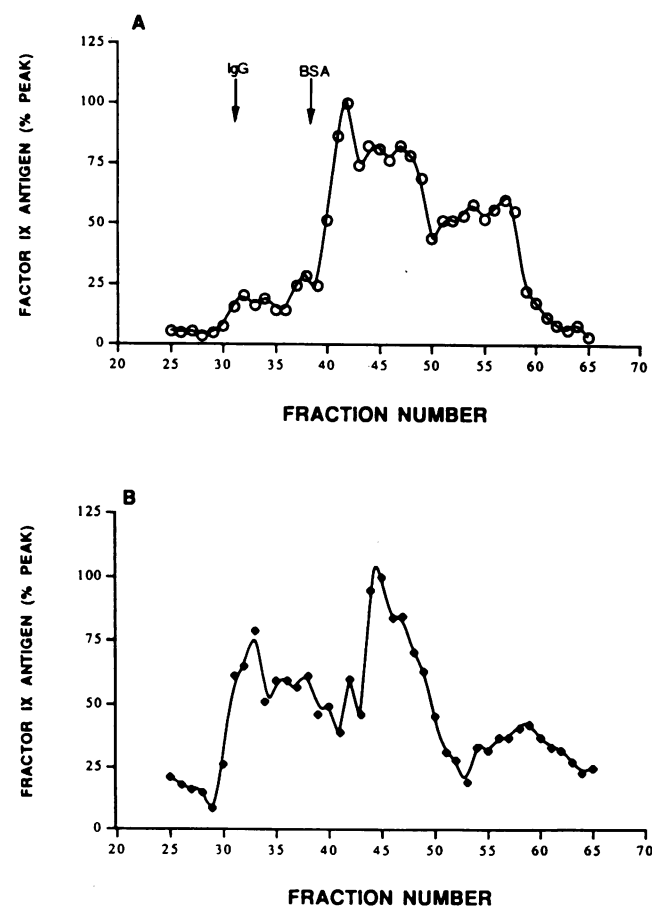 A
125
100
75
50
25
0
FACTOR IX ANTIGEN (% PEAK)
IgG
BSA
20 25 30 35 40 45 50 55 60 65 70
FRACTION NUMBER
B
125
100
75
50
25
0
FRACTOR IX ANTIGEN (% PEAK)
20 25 30 35 40 45 50 55 60 65 70
FRACTION NUMBER